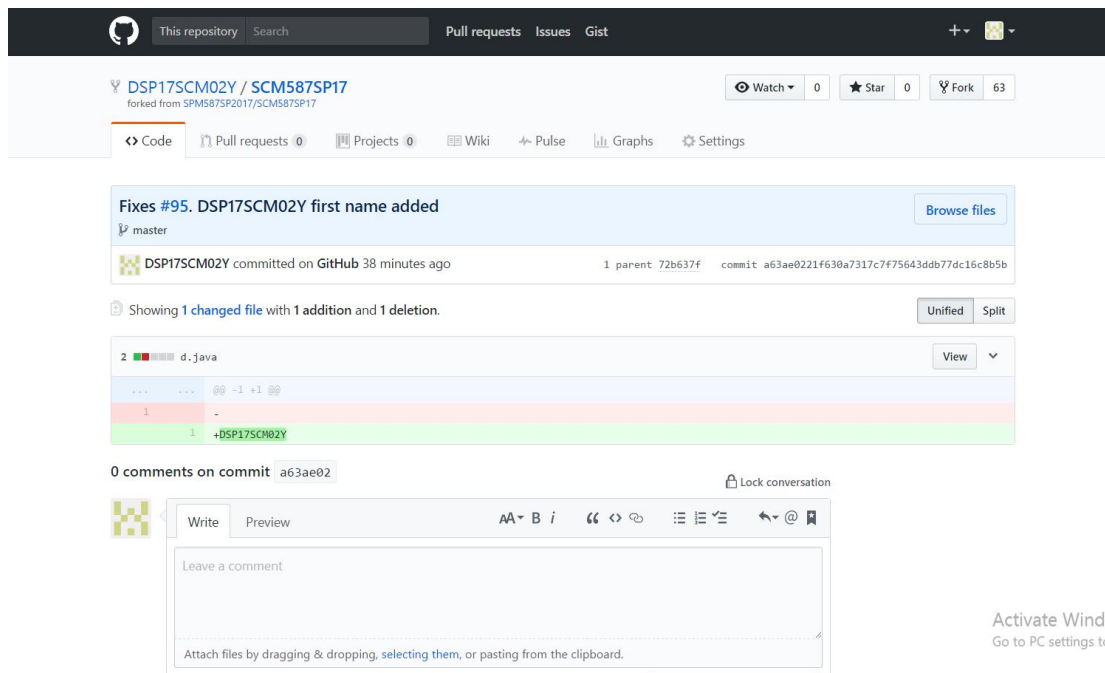 This repository Search Pull requests Issues Gist
DSP17SCM02Y / SCM587SP17
forked from SPM587SP2017/SCM587SP17
Watch 0 Star 0 Fork 63
Code Pull requests 0 Projects 0 Wiki Pulse Graphs Settings
Fixes #95. DSP17SCM02Y first name added
Browse files
master
DSP17SCM02Y committed on GitHub 38 minutes ago 1 parent 72b637f commit a63ae0221f630a7317c7f75643ddb77dc16c8b5b
Showing 1 changed file with 1 addition and 1 deletion. Unified Split
2 d.java View
... ... @@ -1 +1 @@
1 -
1 +DSP17SCM02Y
0 comments on commit a63ae02
Lock conversation
Write Preview AA B i “ <> @
Leave a comment
Attach files by dragging & dropping, selecting them, or pasting from the clipboard.
Activate Wind
Go to PC settings to